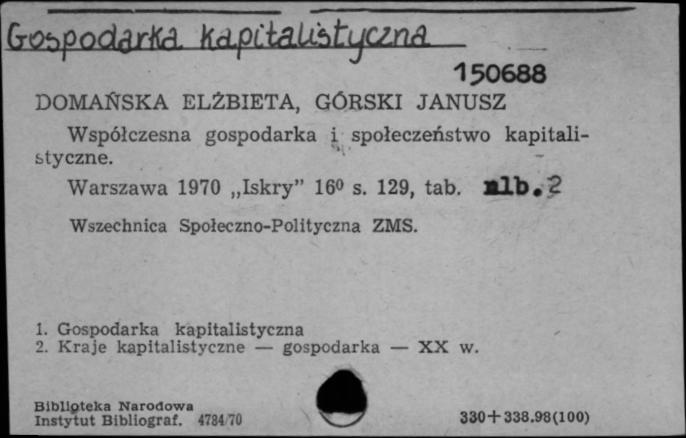 Gospodarka kapitalistyczna
150688
DOMAŃSKA ELŻBIETA, GÓRSKI JANUSZ
Współczesna gospodarka i społeczeństwo kapitali-
styczne.
Warszawa 1970 „Iskry” 16⁰ s. 129, tab. nlb. 2
Wszechnica Społeczno-Polityczna ZMS.
1. Gospodarka kapitalistyczna
2. Kraje kapitalistyczne — gospodarka — XX w.
Biblioteka Narodowa
Instytut Bibliograf. 4784/70
330+338.98(100)